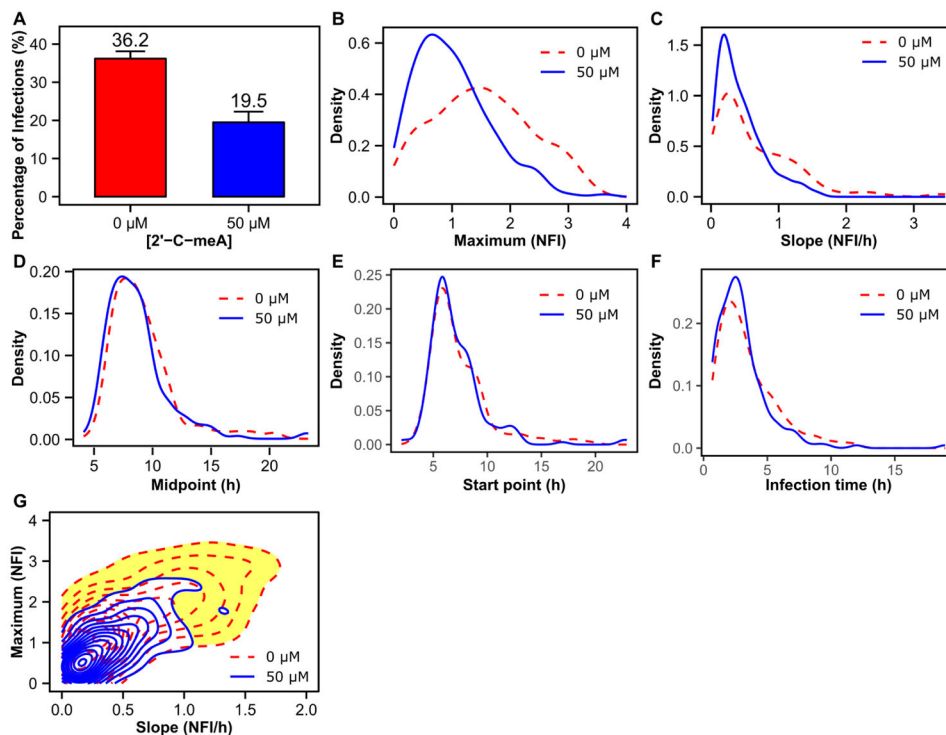 A
Percentage of Infections (%)
40
30
20
10
0
36.2
19.5
0 µM
50 µM
[2'−C−meA]
B
Density
0.6
0.4
0.2
0.0
0 µM
50 µM
0
1
2
3
4
Maximum (NFI)
C
Density
1.5
1.0
0.5
0.0
0 µM
50 µM
0
1
2
3
Slope (NFI/h)
D
Density
0.20
0.15
0.10
0.05
0.00
0 µM
50 µM
5
10
15
20
Midpoint (h)
E
Density
0.25
0.20
0.15
0.10
0.05
0.00
0 µM
50 µM
5
10
15
20
Start point (h)
F
Density
0.2
0.1
0.0
0 µM
50 µM
0
5
10
15
Infection time (h)
G
Maximum (NFI)
4
3
2
1
0
0 µM
50 µM
0.0
0.5
1.0
1.5
2.0
Slope (NFI/h)